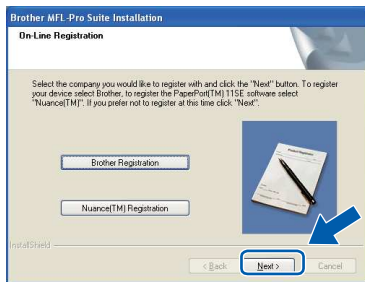 Brother MFL-Pro Suite Installation
On-Line Registration
Select the company you would like to register with and click the "Next" button. To register
your device select Brother, to register the PaperPort(TM) 11SE software select
"Nuance(TM)". If you prefer not to register at this time click "Next".
Brother Registration
Nuance(TM) Registration
InstallShield
< Back
Next >
Cancel